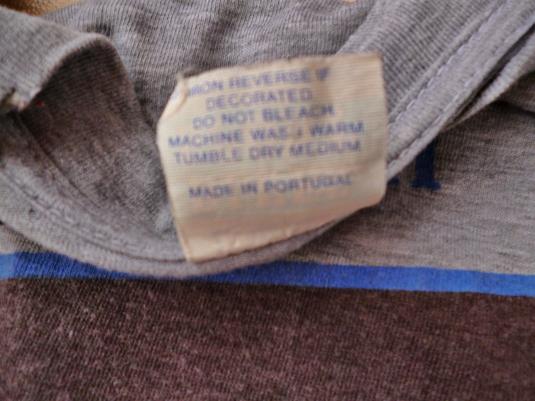 IRON REVERSE IF
DECORATED
DO NOT BLEACH
MACHINE WASH WARM
TUMBLE DRY MEDIUM
MADE IN PORTUGAL